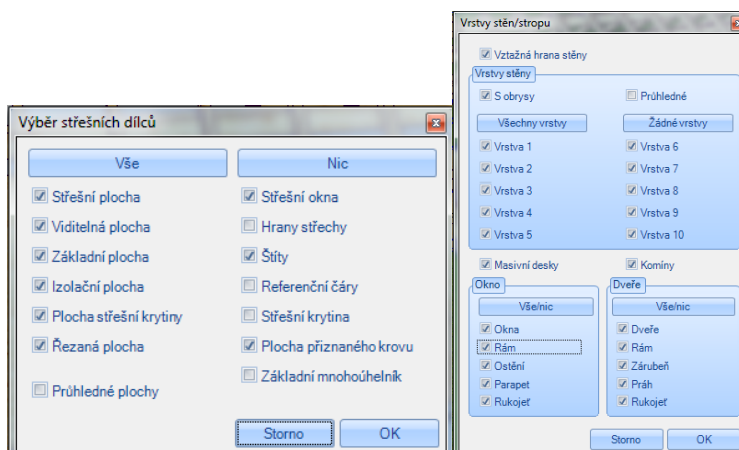 Výběr střešních dílců
Vše Nic
Střešní plocha Střešní okna
Viditelná plocha Hrany střechy
Základní plocha Štíty
Izolační plocha Referenční čáry
Plocha střešní krytiny Střešní krytina
Řezaná plocha Plocha přiznaného krovu
Průhledné plochy Základní mnohoúhelník
Storno OK
Vrstvy stěn/stropu
Vztažná hrana stěny
Vrstvy stěny
S obrysy Průhledné
Všechny vrstvy Žádné vrstvy
Vrstva 1 Vrstva 6
Vrstva 2 Vrstva 7
Vrstva 3 Vrstva 8
Vrstva 4 Vrstva 9
Vrstva 5 Vrstva 10
Masivní desky Komíny
Okno Dveře
Vše/nic Vše/nic
Okna Dveře
Rám Rám
Ostění Zárubeň
Parapet Práh
Rukojeť Rukojeť
Storno OK